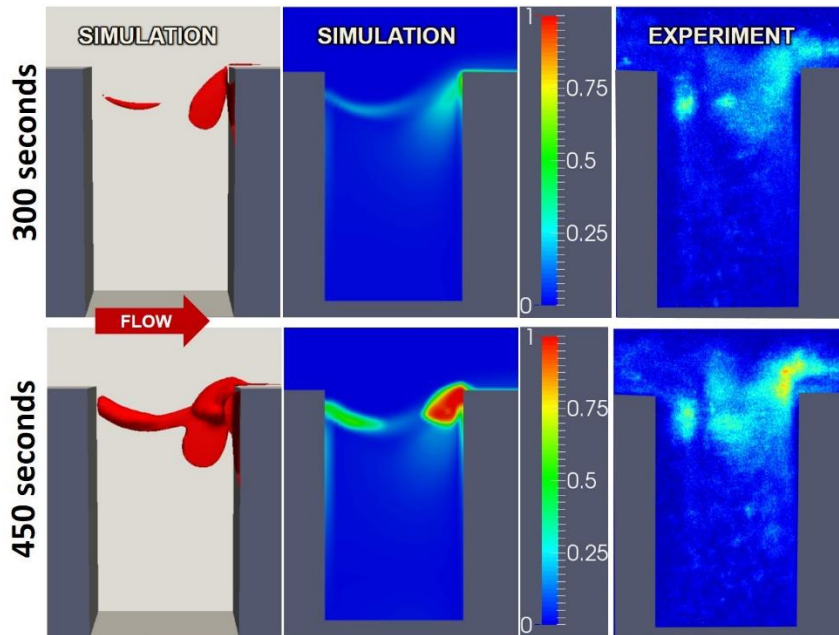 SIMULATION
SIMULATION
EXPERIMENT
300 seconds
1
0.75
0.5
0.25
0
FLOW
450 seconds
1
0.75
0.5
0.25
0